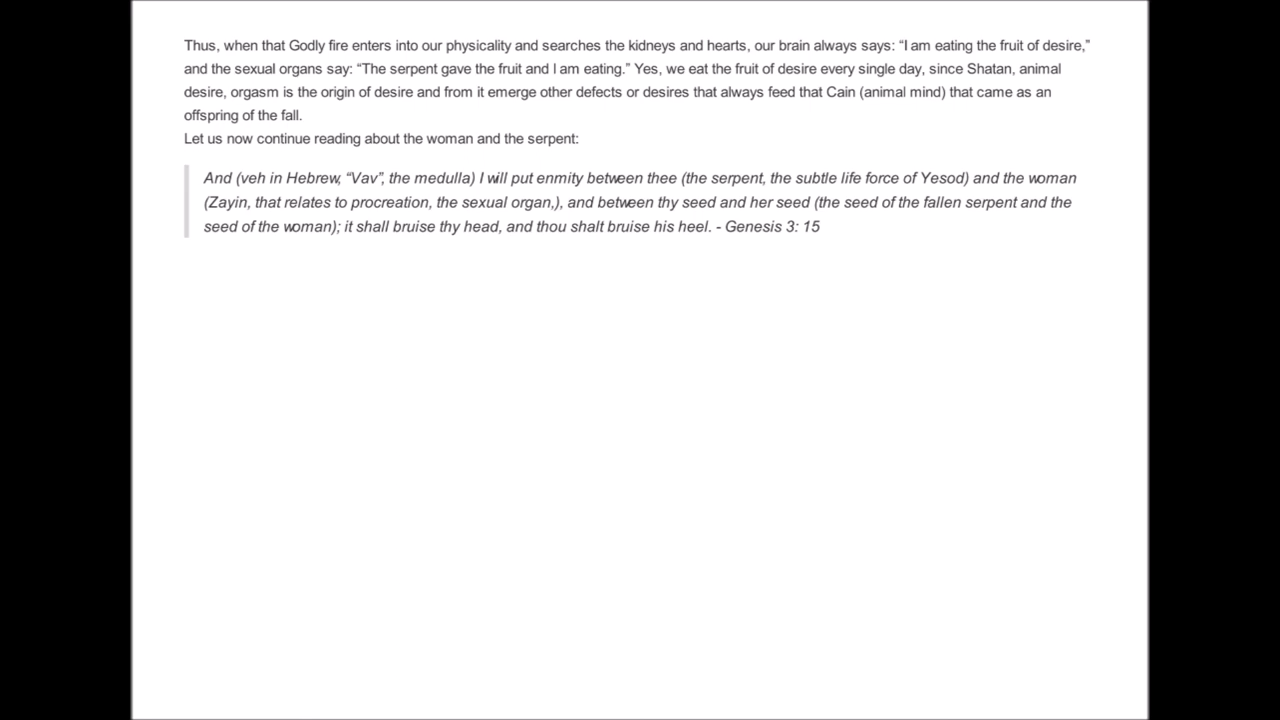 Thus, when that Godly fire enters into our physicality and searches the kidneys and hearts, our brain always says: “I am eating the fruit of desire,”
and the sexual organs say: “The serpent gave the fruit and I am eating.” Yes, we eat the fruit of desire every single day, since Shatan, animal
desire, orgasm is the origin of desire and from it emerge other defects or desires that always feed that Cain (animal mind) that came as an
offspring of the fall.
Let us now continue reading about the woman and the serpent:
And (veh in Hebrew, “Vav”, the medulla) I will put enmity between thee (the serpent, the subtle life force of Yesod) and the woman
(Zayin, that relates to procreation, the sexual organ,), and between thy seed and her seed (the seed of the fallen serpent and the
seed of the woman); it shall bruise thy head, and thou shalt bruise his heel. - Genesis 3: 15